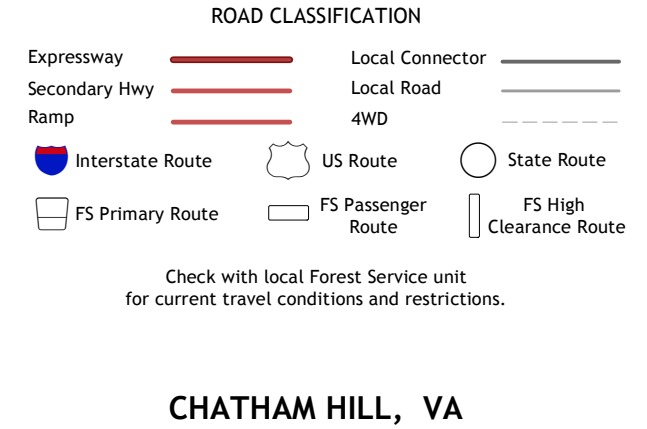 ROAD CLASSIFICATION
Expressway
Local Connector
Secondary Hwy
Local Road
Ramp
4WD
Interstate Route
US Route
State Route
FS Primary Route
FS Passenger
Route
FS High
Clearance Route
Check with local Forest Service unit
for current travel conditions and restrictions.
CHATHAM HILL, VA